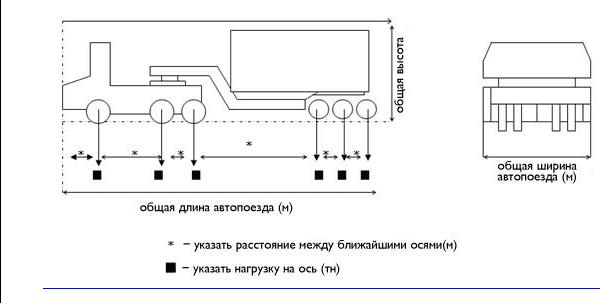 общая высота
общая ширина
автопоезда (м)
общая длина автопоезда (м)
* – указать расстояние между ближайшими осями(м)
■ – указать нагрузку на ось (тн)